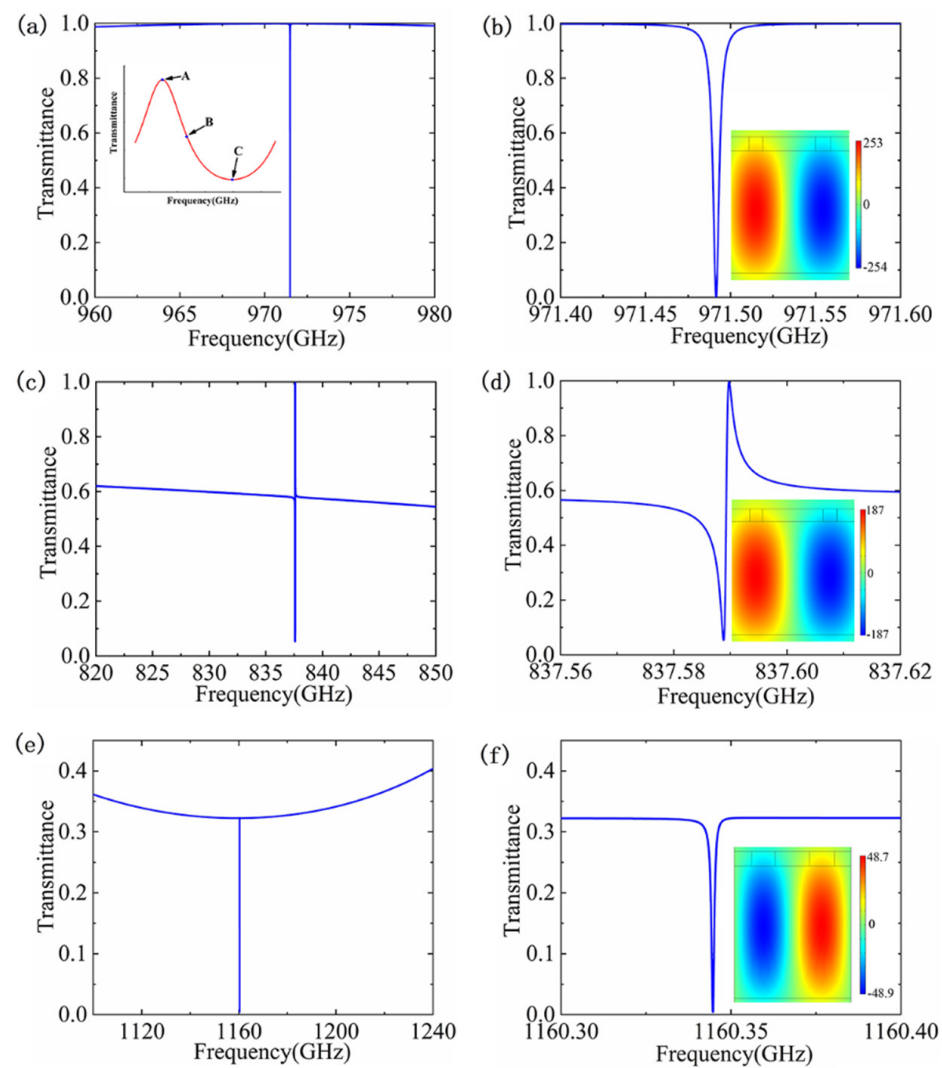 (a)
1.0
0.8
0.6
0.4
0.2
0.0
Transmittance
A
B
C
Transmittance
Frequency(GHz)
960 965 970 975 980
Frequency(GHz)
(b)
1.0
0.8
0.6
0.4
0.2
0.0
Transmittance
253
0
-254
971.40 971.45 971.50 971.55 971.60
Frequency(GHz)
(c)
1.0
0.8
0.6
0.4
0.2
0.0
Transmittance
820 825 830 835 840 845 850
Frequency(GHz)
(d)
1.0
0.8
0.6
0.4
0.2
0.0
Transmittance
187
0
-187
837.56 837.58 837.60 837.62
Frequency(GHz)
(e)
0.4
0.3
0.2
0.1
0.0
Transmittance
1120 1160 1200 1240
Frequency(GHz)
(f)
0.4
0.3
0.2
0.1
0.0
Transmittance
48.7
0
-48.9
1160.30 1160.35 1160.40
Frequency(GHz)